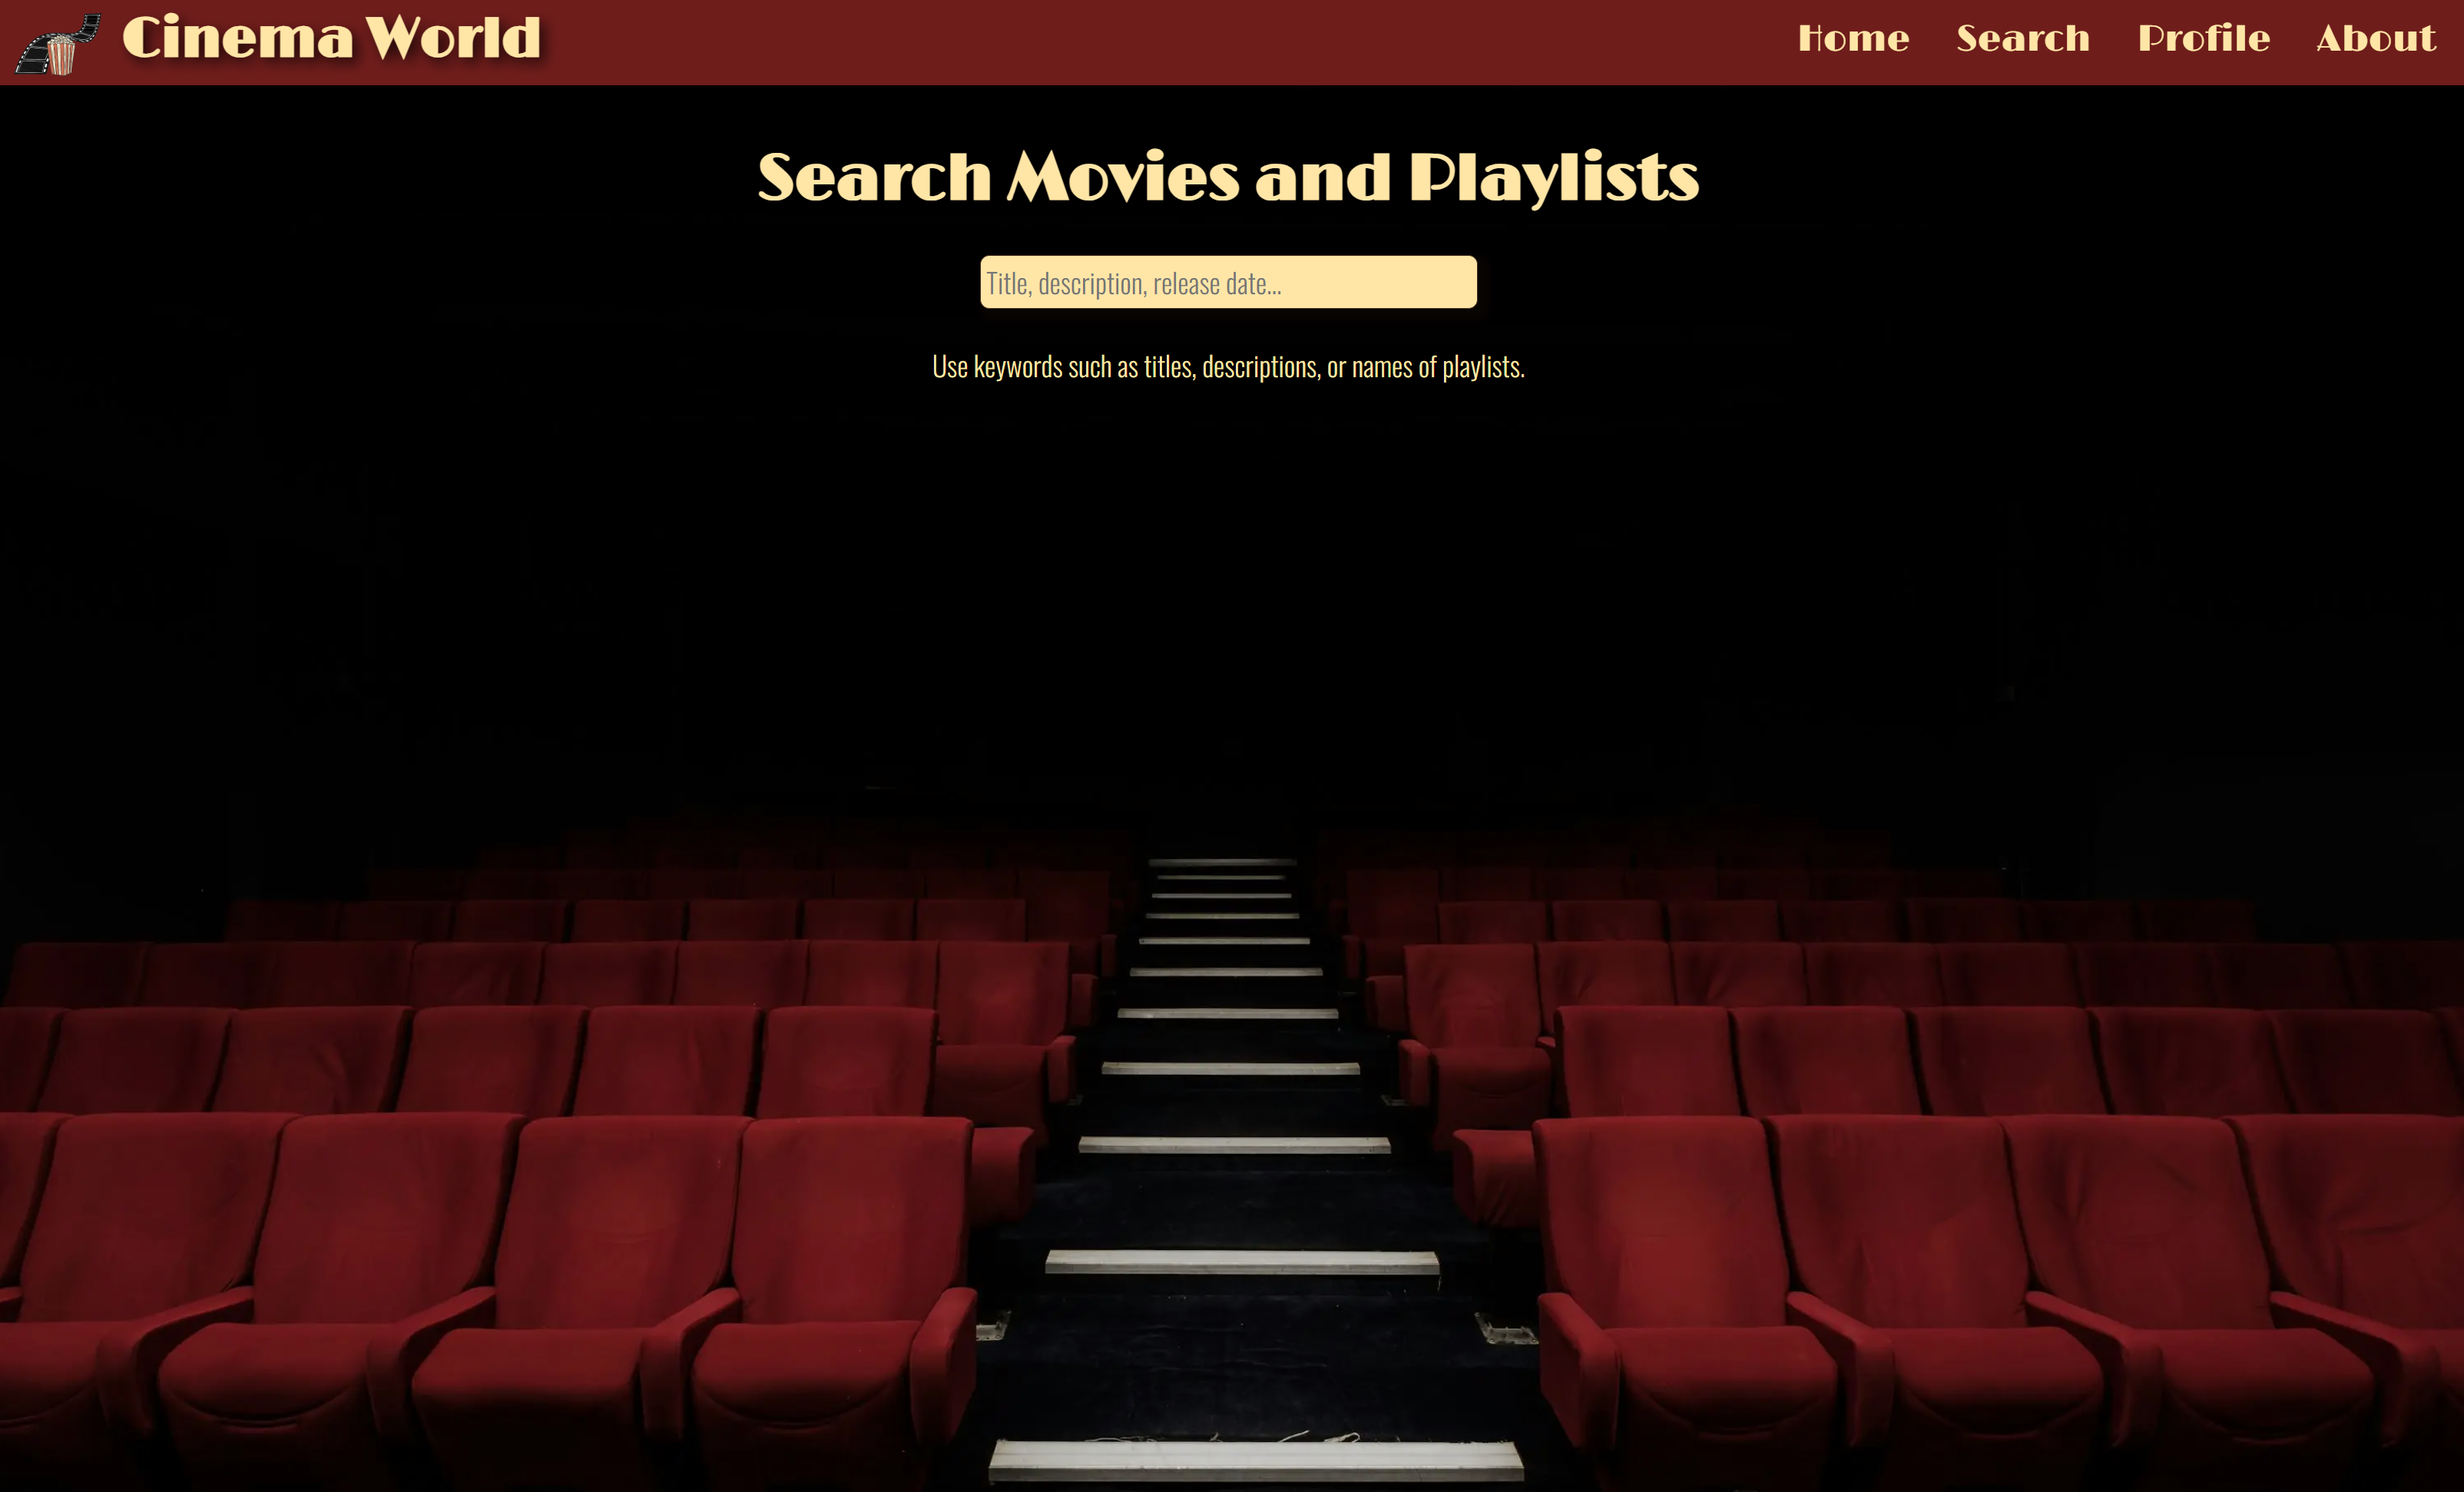 Cinema World
Home Search Profile About
Search Movies and Playlists
Title, description, release date...
Use keywords such as titles, descriptions, or names of playlists.